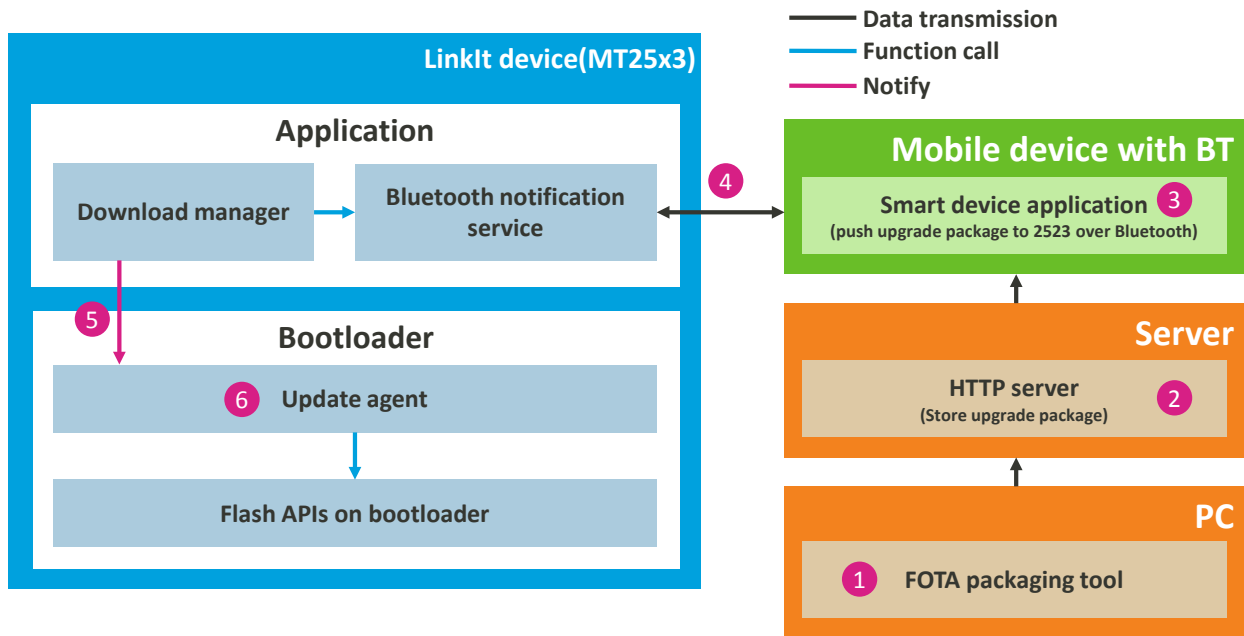 Data transmission
Function call
Notify
LinkIt device(MT25x3)
Application
Download manager
Bluetooth notification
service
4
5
Bootloader
6
Update agent
Flash APIs on bootloader
Mobile device with BT
Smart device application
3
(push upgrade package to 2523 over Bluetooth)
Server
HTTP server
2
(Store upgrade package)
PC
1
FOTA packaging tool